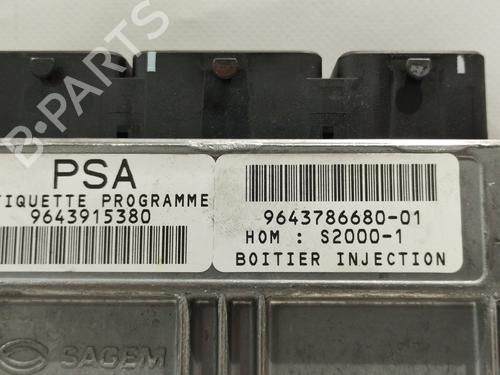 B-PARTS
PSA
TIQUETTE PROGRAMME
9643915380
9643786680-01
HOM : S2000-1
BOITIER INJECTION
SAGEM